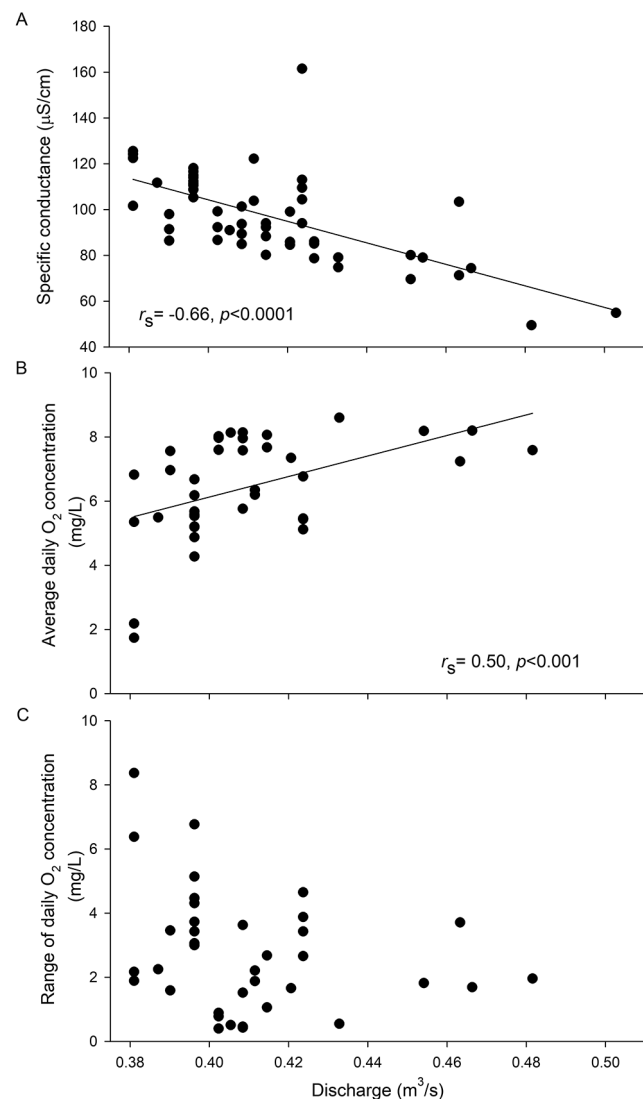 A
180
160
140
120
100
80
60
40
Specific conductance (μS/cm)
rs= -0.66, p<0.0001
B
10
8
6
4
2
0
Average daily O2 concentration
(mg/L)
rs= 0.50, p<0.001
C
10
8
6
4
2
0
Range of daily O2 concentration
(mg/L)
0.38 0.40 0.42 0.44 0.46 0.48 0.50
Discharge (m³/s)